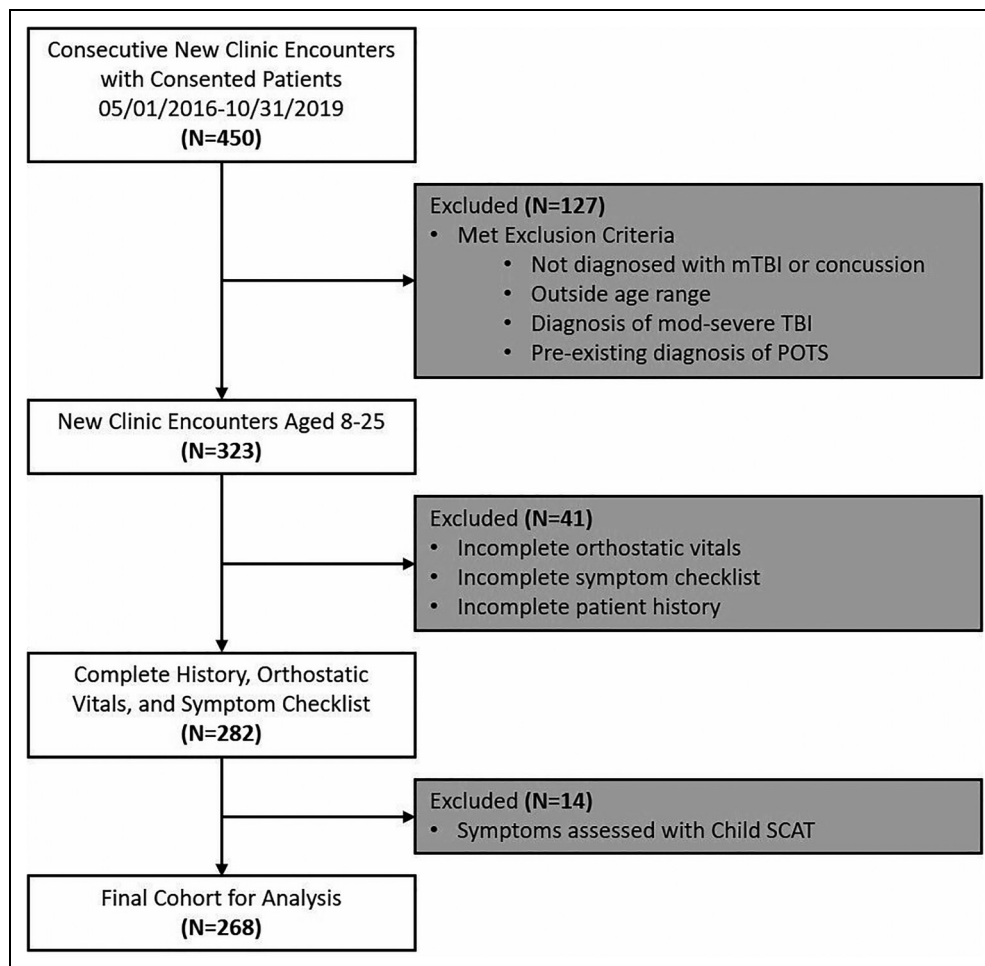 Consecutive New Clinic Encounters
with Consented Patients
05/01/2016-10/31/2019
(N=450)
Excluded (N=127)
• Met Exclusion Criteria
• Not diagnosed with mTBI or concussion
• Outside age range
• Diagnosis of mod-severe TBI
• Pre-existing diagnosis of POTS
New Clinic Encounters Aged 8-25
(N=323)
Excluded (N=41)
• Incomplete orthostatic vitals
• Incomplete symptom checklist
• Incomplete patient history
Complete History, Orthostatic
Vitals, and Symptom Checklist
(N=282)
Excluded (N=14)
• Symptoms assessed with Child SCAT
Final Cohort for Analysis
(N=268)